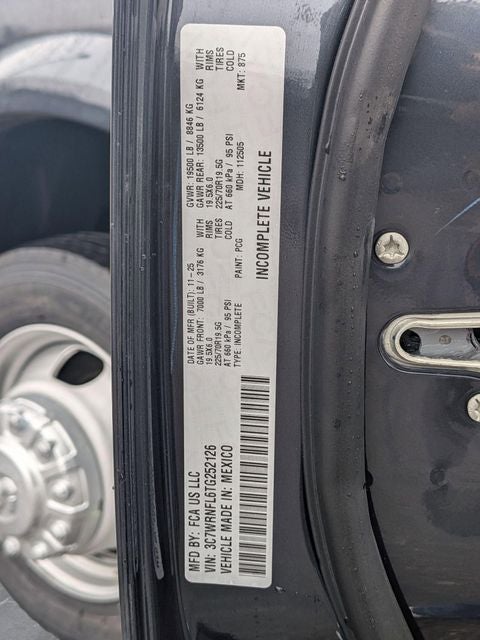 MFD BY: FCA US LLC
VIN: 3C7WRNFL6TG252126
VEHICLE MADE IN: MEXICO
DATE OF MFR (BUILT): 11-25
GAWR FRONT: 7000 LB / 3176 KG WITH
19.5X6.0 RIMS
225/70R19.5G TIRES
AT 660 kPa / 95 PSI COLD
TYPE: INCOMPLETE
PAINT: PCG
GVWR: 19500 LB / 8846 KG
GAWR REAR: 13500 LB / 6124 KG WITH
19.5X6.0 RIMS
225/70R19.5G TIRES
AT 660 kPa / 95 PSI COLD
MDH: 112505 MKT: 875
INCOMPLETE VEHICLE